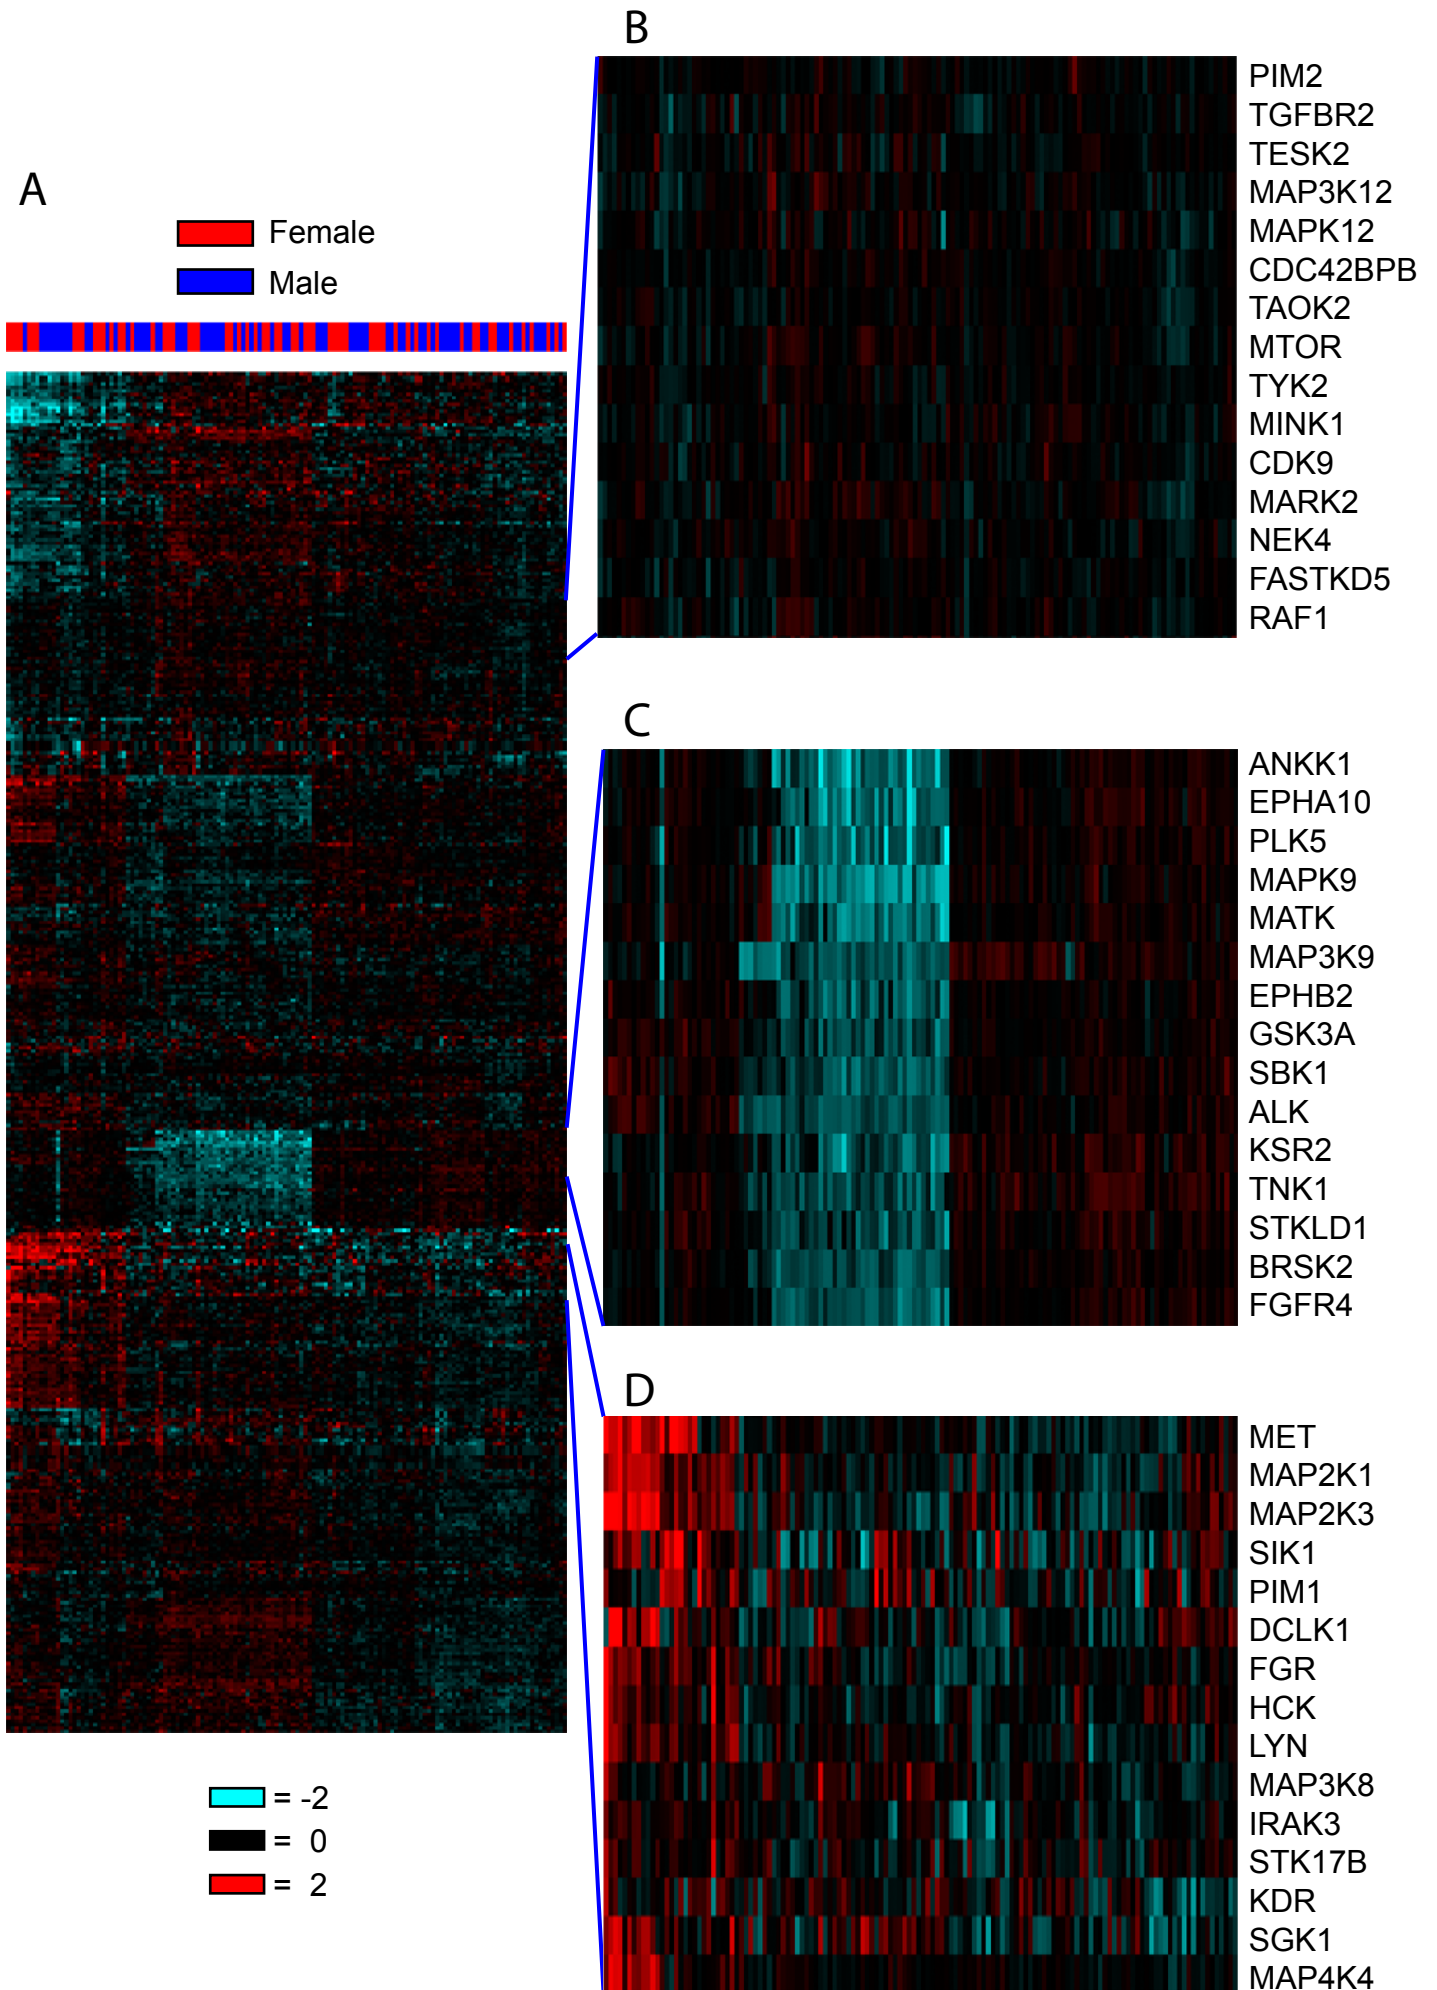 A
Female
Male
= -2
= 0
= 2
B
PIM2
TGFBR2
TESK2
MAP3K12
MAPK12
CDC42BPB
TAOK2
MTOR
TYK2
MINK1
CDK9
MARK2
NEK4
FASTKD5
RAF1
C
ANKK1
EPHA10
PLK5
MAPK9
MATK
MAP3K9
EPHB2
GSK3A
SBK1
ALK
KSR2
TNK1
STKLD1
BRSK2
FGFR4
D
MET
MAP2K1
MAP2K3
SIK1
PIM1
DCLK1
FGR
HCK
LYN
MAP3K8
IRAK3
STK17B
KDR
SGK1
MAP4K4